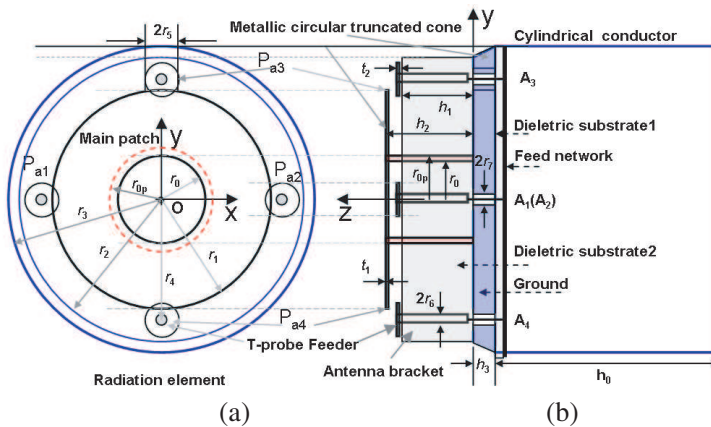 2r5
Metallic circular truncated cone
y
Cylindrical conductor
Pa3
t2
A3
h1
Main patch
y
h2
Dieletric substrate1
Pa1
Pa2
2r7
Feed network
r0p
r0
r0p
r0
o
X
Z
A1(A2)
r3
r2
r1
r4
Dieletric substrate2
t1
Ground
Pa4
2r6
A4
T-probe Feeder
Radiation element
Antenna bracket
h3
h0
(a)
(b)